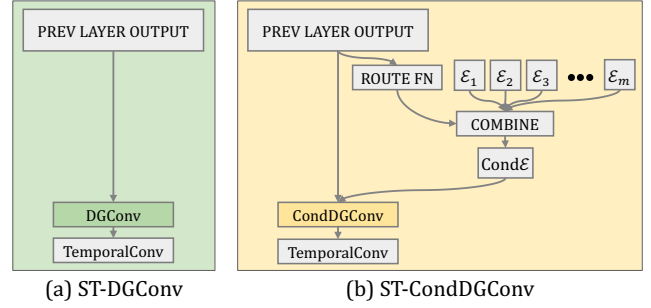 PREV LAYER OUTPUT
DGConv
TemporalConv
(a) ST-DGConv
PREV LAYER OUTPUT
ROUTE FN
ℰ₁ ℰ₂ ℰ₃ ••• ℰₘ
COMBINE
Condℰ
CondDGConv
TemporalConv
(b) ST-CondDGConv